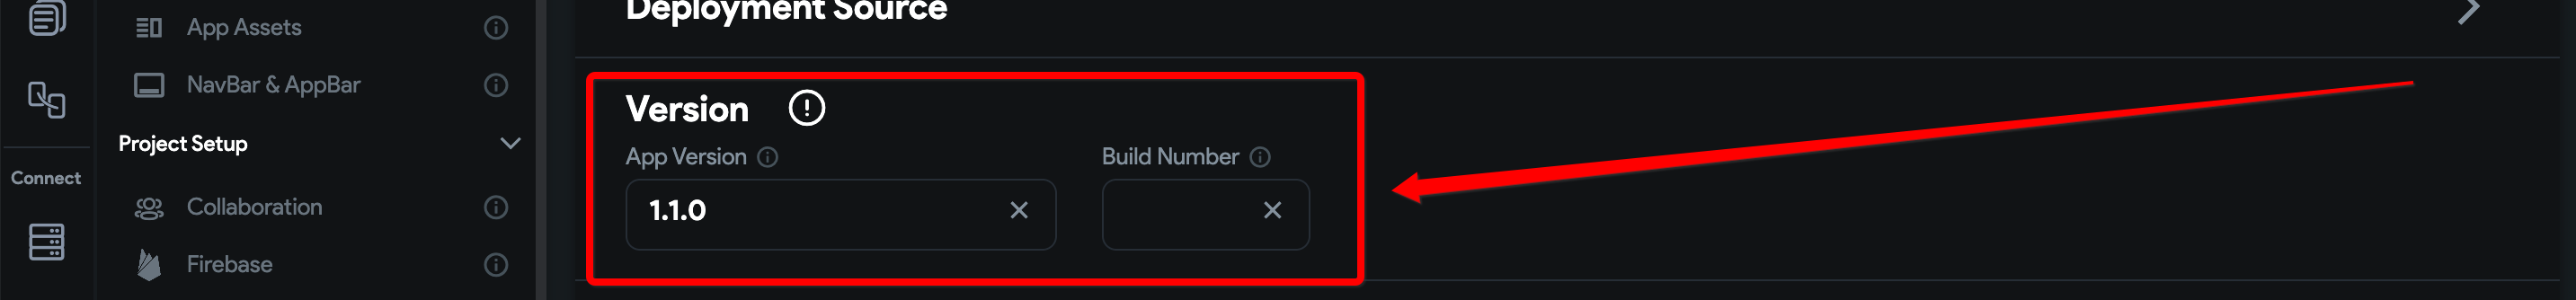 App Assets
NavBar & AppBar
Project Setup
Connect
Collaboration
Firebase
Deployment Source
Version
App Version
Build Number
1.1.0